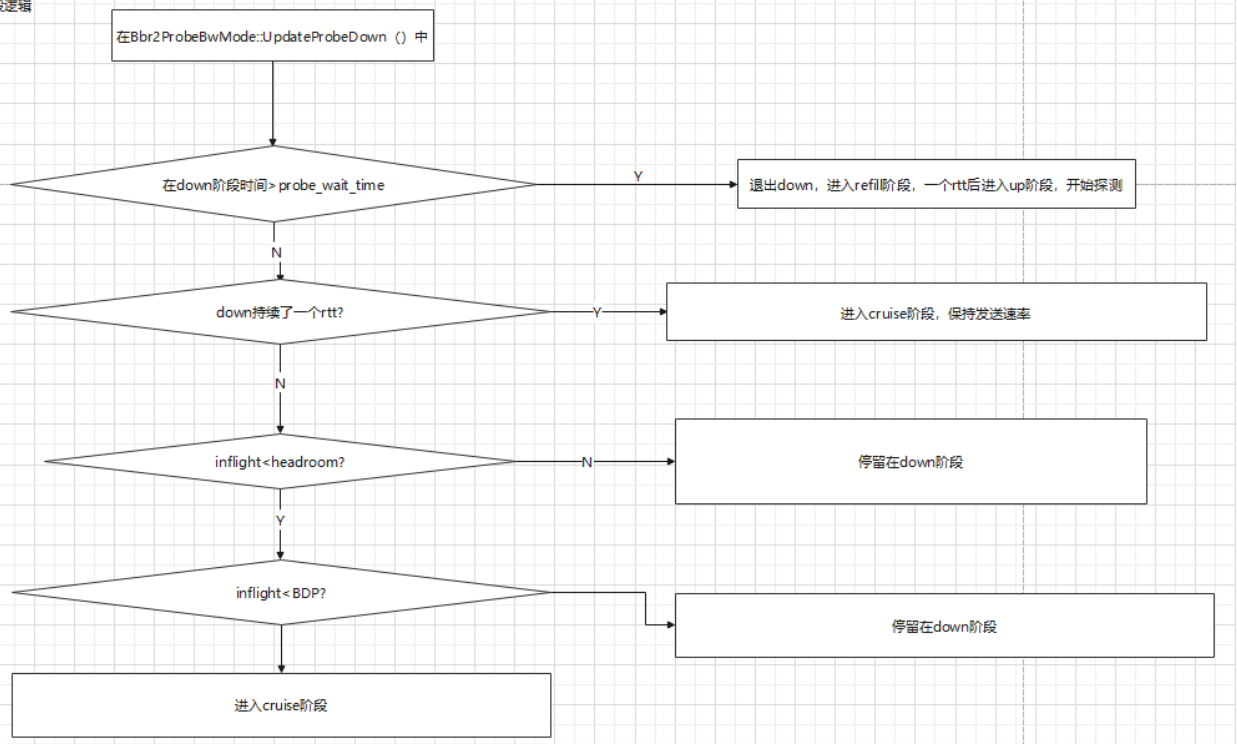 逻辑
在Bbr2ProbeBwMode::UpdateProbeDown（）中
在down阶段时间>probe_wait_time
Y
退出down，进入refill阶段，一个rtt后进入up阶段，开始探测
N
down持续了一个rtt?
Y
进入cruise阶段，保持发送速率
N
inflight<headroom?
N
停留在down阶段
Y
inflight<BDP?
停留在down阶段
进入cruise阶段